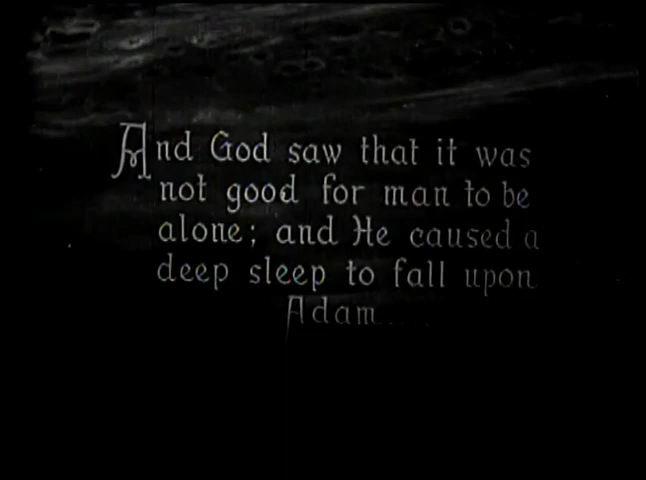 And God saw that it was
not good for man to be
alone; and He caused a
deep sleep to fall upon
Adam.....